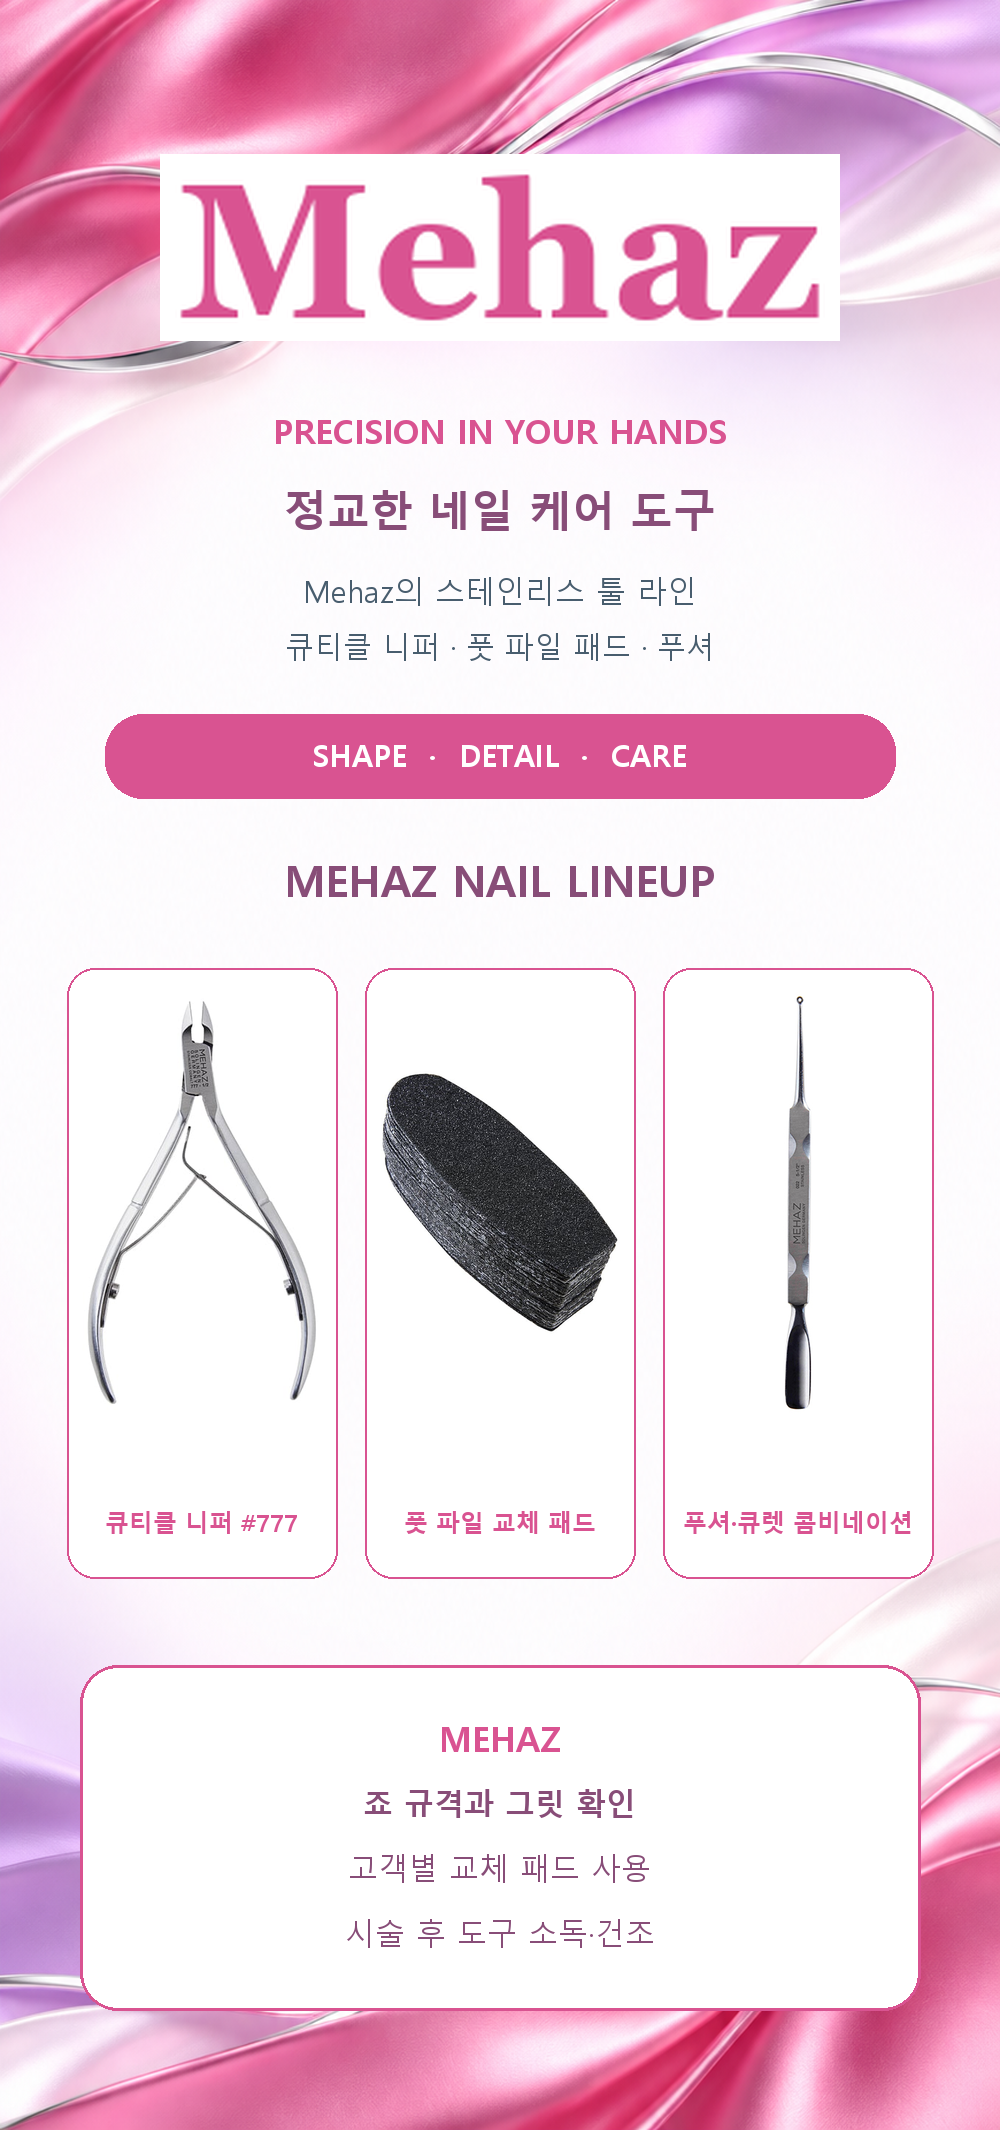 Mehaz
PRECISION IN YOUR HANDS
정교한 네일 케어 도구
Mehaz의 스테인리스 툴 라인
큐티클 니퍼 · 풋 파일 패드 · 푸셔
SHAPE · DETAIL · CARE
MEHAZ NAIL LINEUP
MEHAZ
MEHAZ
큐티클 니퍼 #777
풋 파일 교체 패드
푸셔·큐렛 콤비네이션
MEHAZ
죠 규격과 그릿 확인
고객별 교체 패드 사용
시술 후 도구 소독·건조